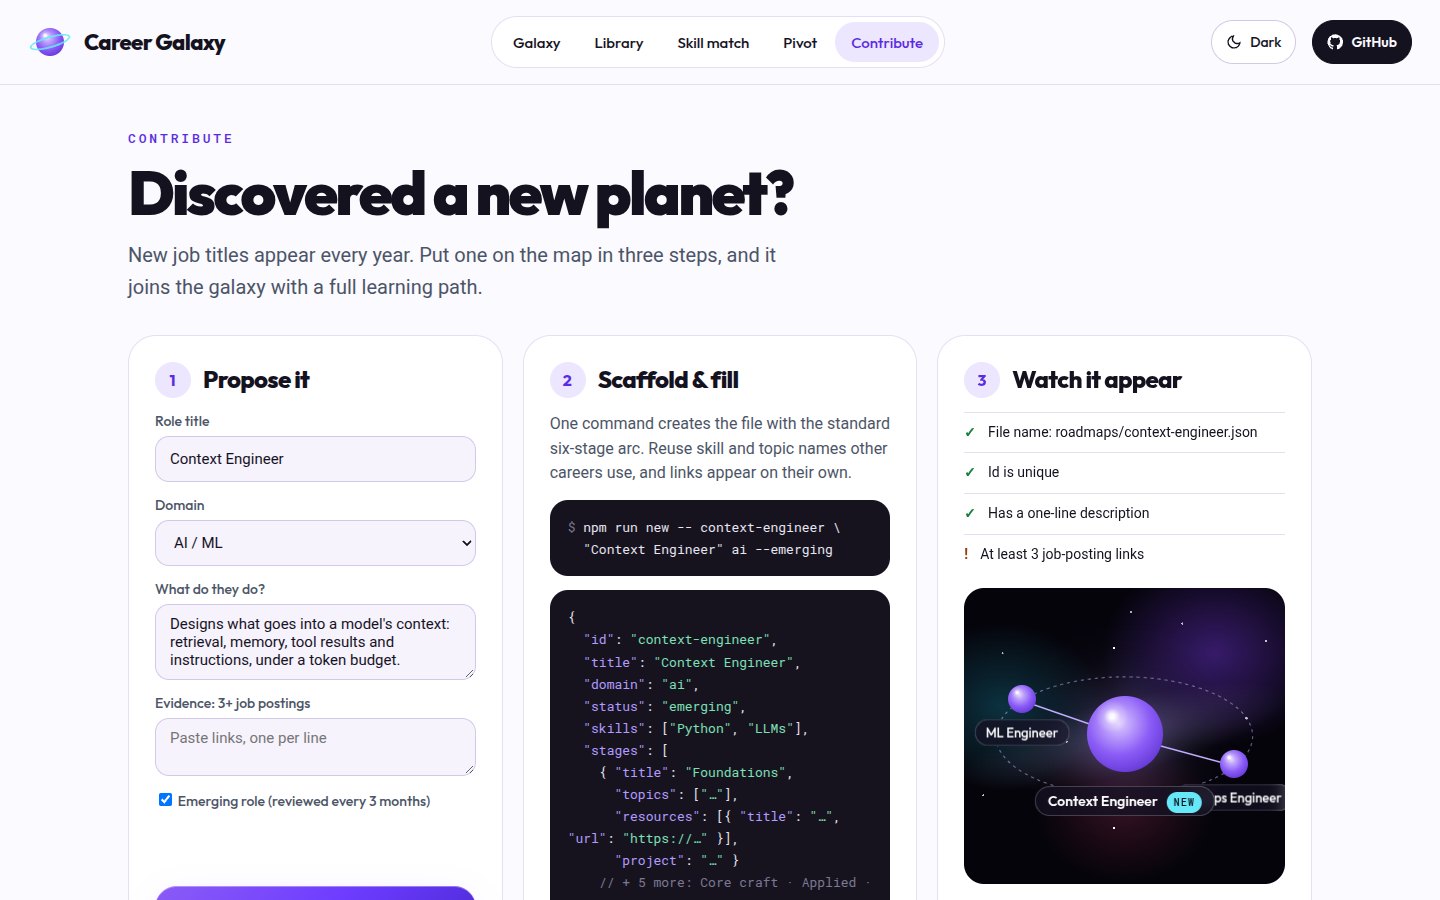 Career Galaxy
Galaxy
Library
Skill match
Pivot
Contribute
Dark
GitHub
CONTRIBUTE
Discovered a new planet?
New job titles appear every year. Put one on the map in three steps, and it
joins the galaxy with a full learning path.
1
Propose it
Role title
Context Engineer
Domain
AI / ML
What do they do?
Designs what goes into a model's context:
retrieval, memory, tool results and
instructions, under a token budget.
Evidence: 3+ job postings
Paste links, one per line
Emerging role (reviewed every 3 months)
2
Scaffold & fill
One command creates the file with the standard
six-stage arc. Reuse skill and topic names other
careers use, and links appear on their own.
$ npm run new -- context-engineer \
"Context Engineer" ai --emerging
{
"id": "context-engineer",
"title": "Context Engineer",
"domain": "ai",
"status": "emerging",
"skills": ["Python", "LLMs"],
"stages": [
{ "title": "Foundations",
"topics": ["…"],
"resources": [{ "title": "…",
"url": "https://…" }],
"project": "…" }
// + 5 more: Core craft · Applied ·
3
Watch it appear
✓ File name: roadmaps/context-engineer.json
✓ Id is unique
✓ Has a one-line description
! At least 3 job-posting links
ML Engineer
Context Engineer NEW
ps Engineer